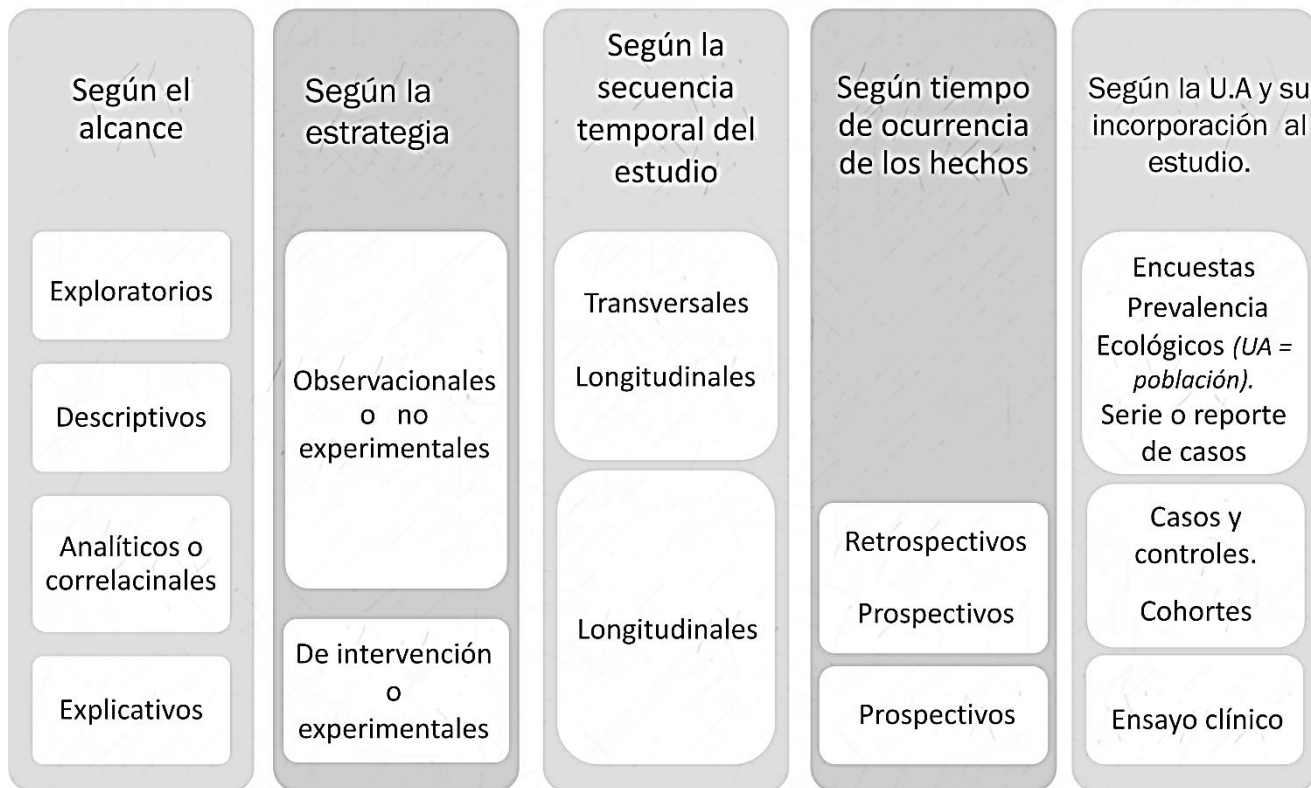 Según el
alcance
Exploratorios
Descriptivos
Analíticos o
correlacinales
Explicativos
Según la
estrategia
Observacionales
o no
experimentales
De intervención
o
experimentales
Según la
secuencia
temporal del
estudio
Transversales
Longitudinales
Longitudinales
Según tiempo
de ocurrencia
de los hechos
Retrospectivos
Prospectivos
Prospectivos
Según la U.A y su
incorporación al
estudio.
Encuestas
Prevalencia
Ecológicos (UA =
población).
Serie o reporte
de casos
Casos y
controles.
Cohortes
Ensayo clínico